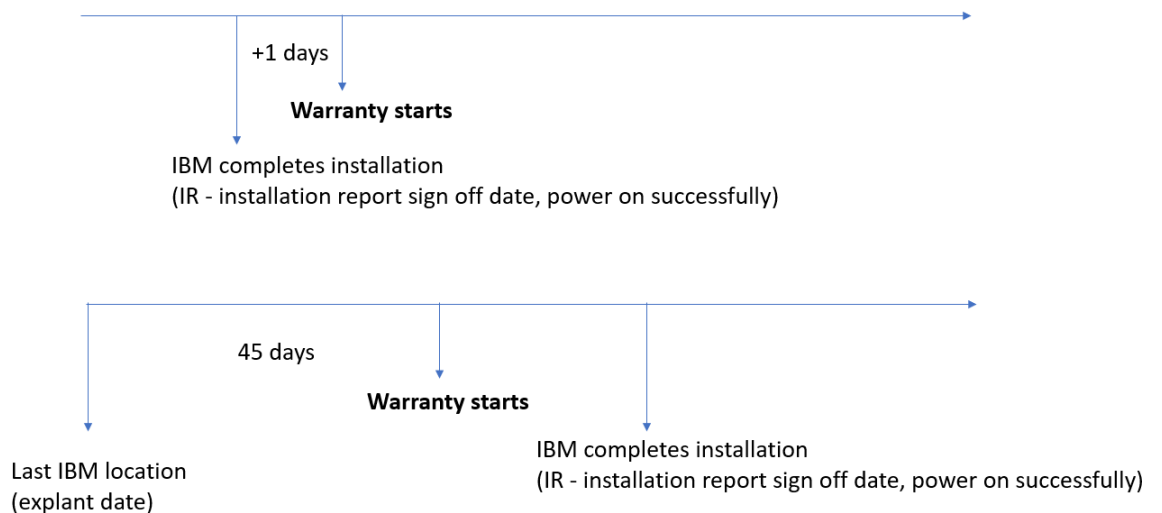 +1 days
Warranty starts
IBM completes installation
(IR - installation report sign off date, power on successfully)
45 days
Warranty starts
IBM completes installation
(IR - installation report sign off date, power on successfully)
Last IBM location
(explant date)